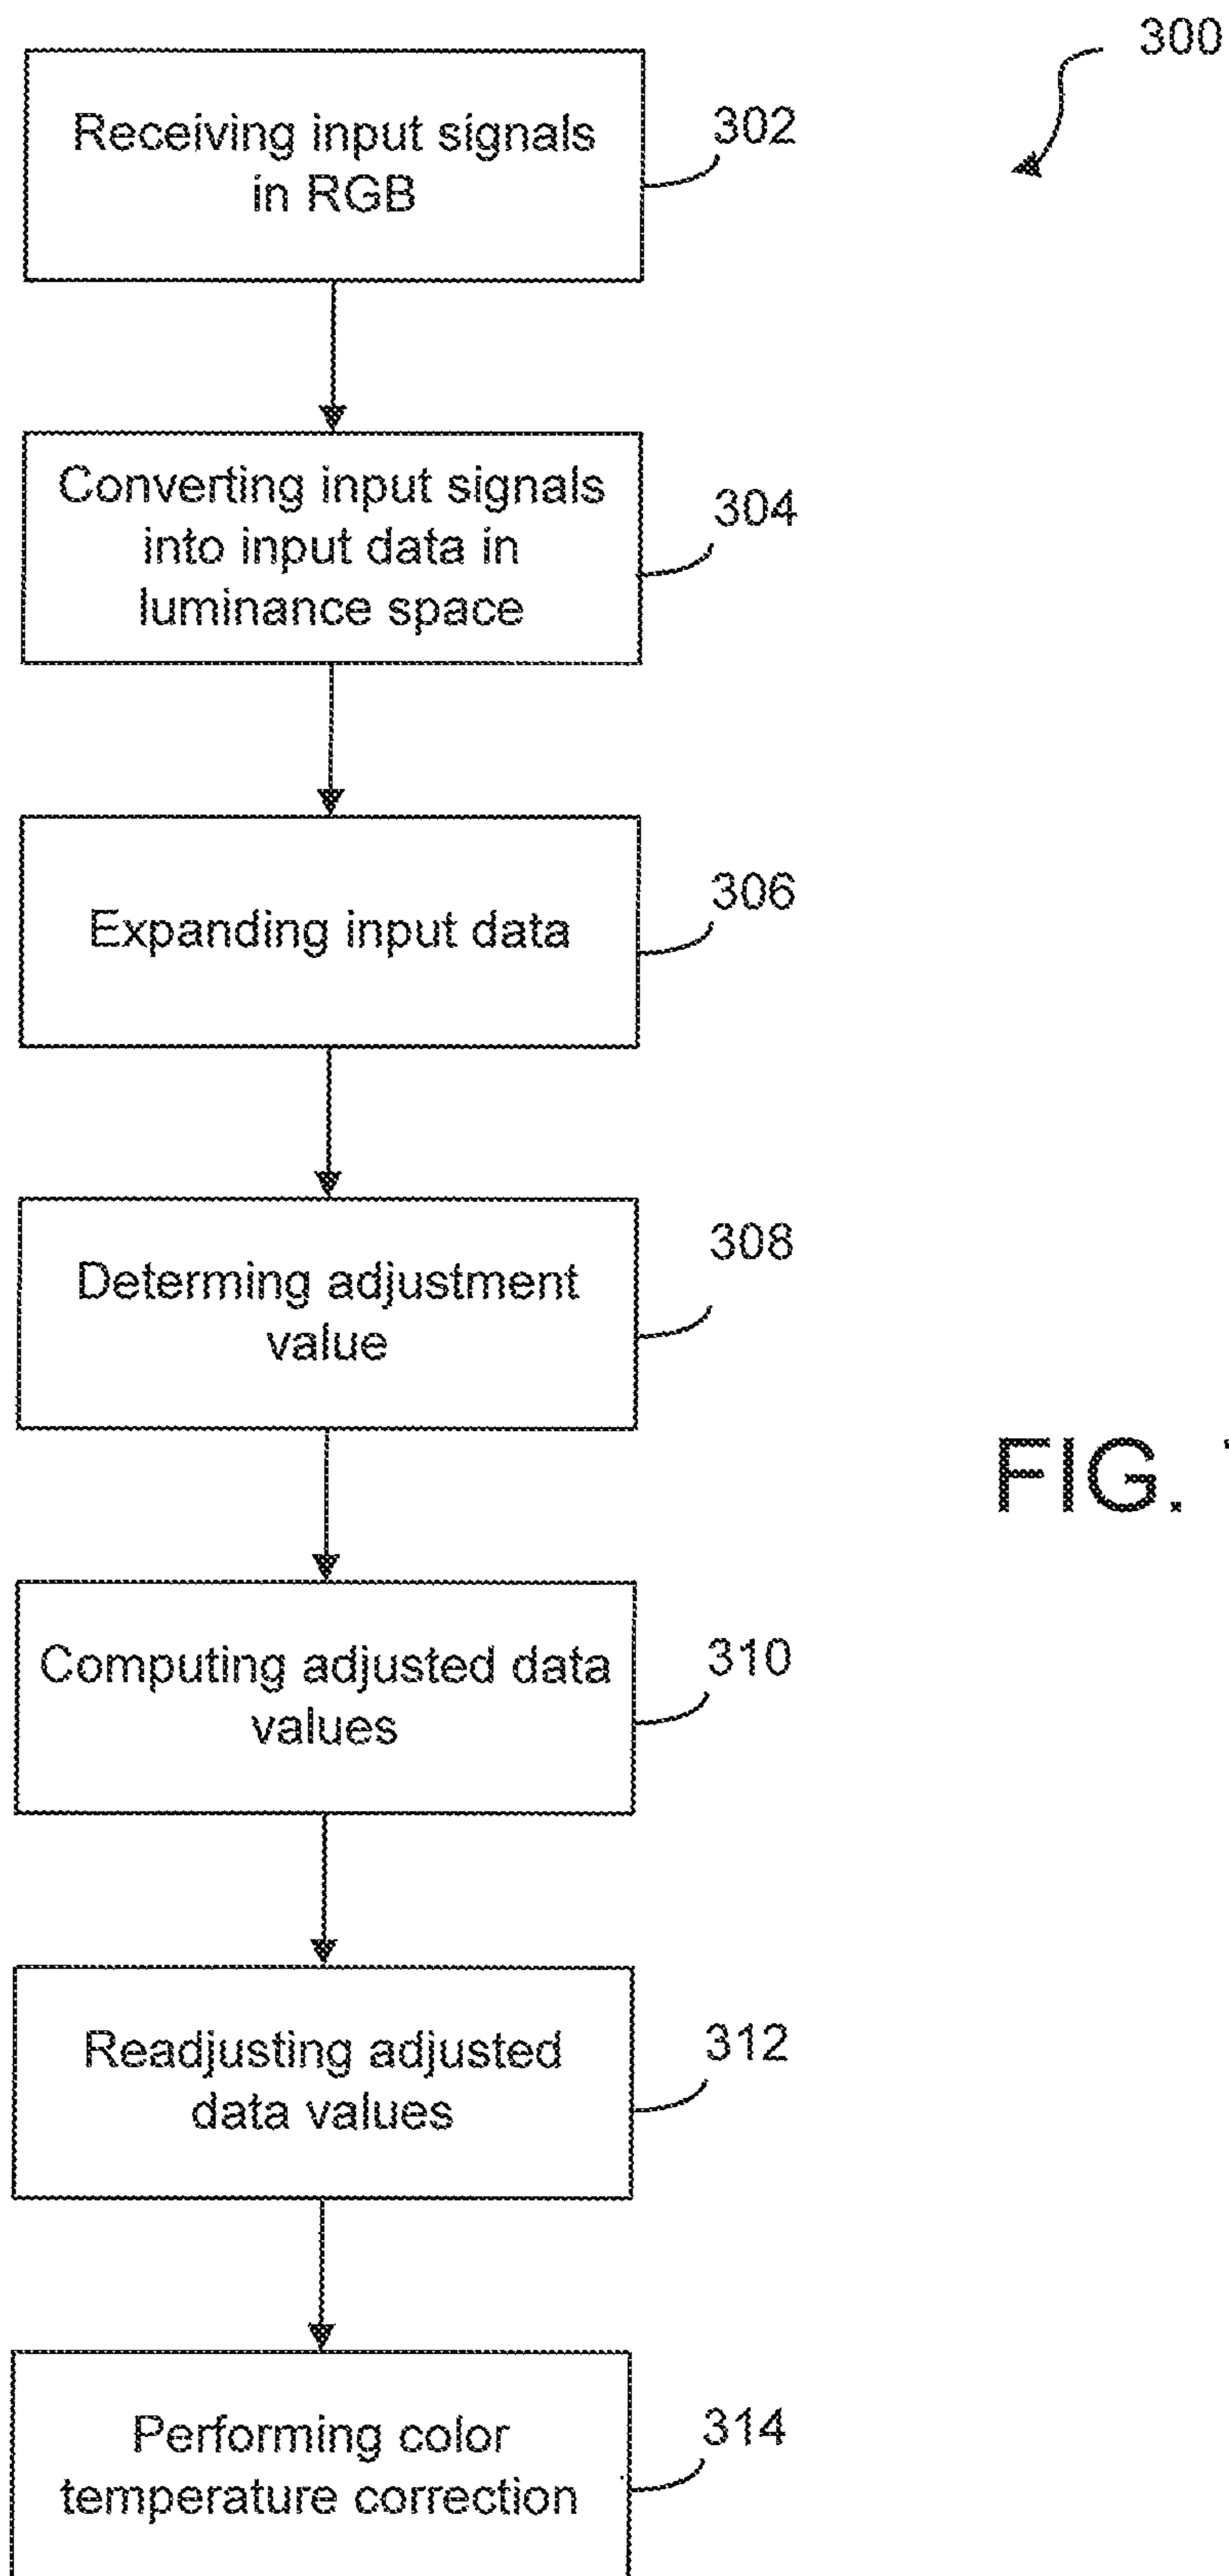 300
Receiving input signals
in RGB
302
Converting input signals
into input data in
luminance space
304
Expanding input data
306
Determing adjustment
value
308
FIG.
Computing adjusted data
values
310
Readjusting adjusted
data values
312
Performing color
temperature correction
314